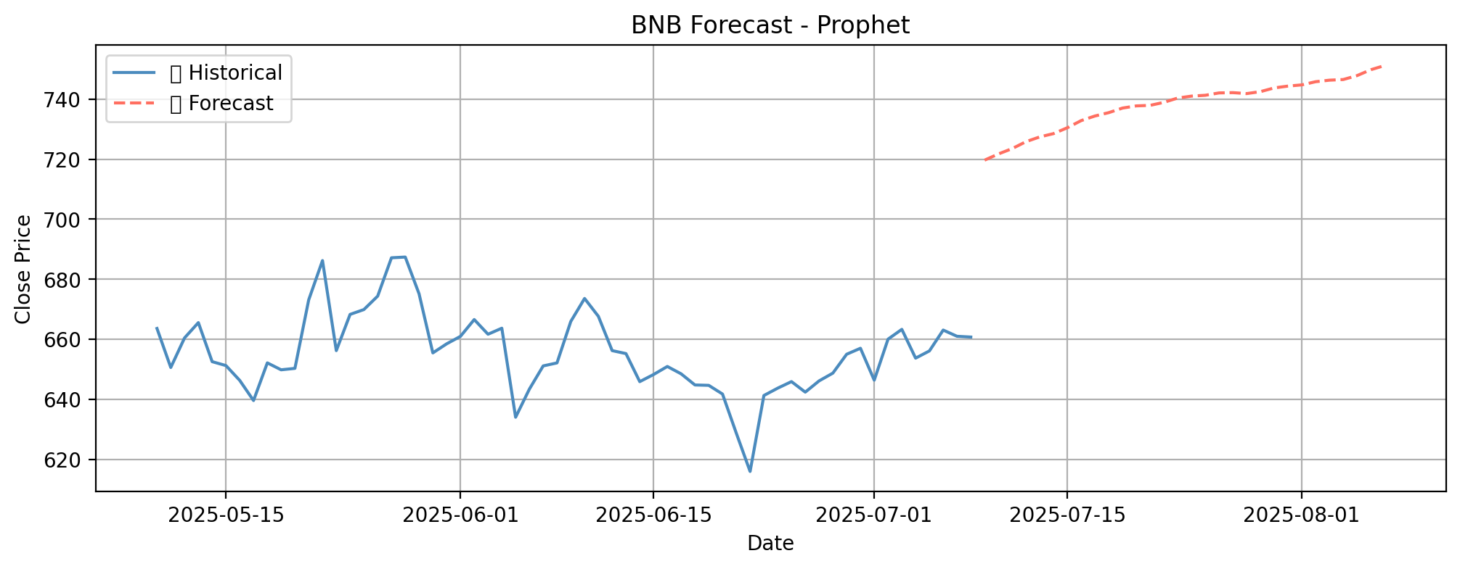 BNB Forecast - Prophet
▯ Historical
▯ Forecast
Close Price
740
720
700
680
660
640
620
2025-05-15 2025-06-01 2025-06-15 2025-07-01 2025-07-15 2025-08-01
Date